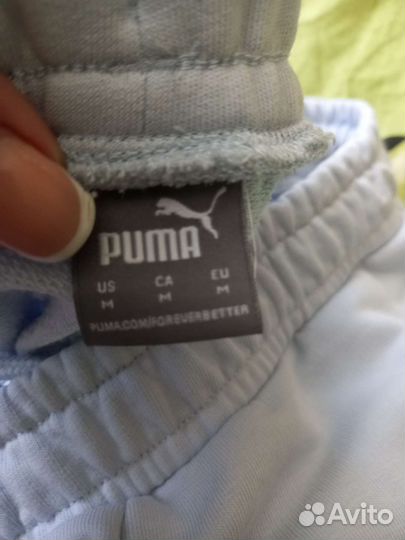 PUMA
US CA EU
M M M
PUMA.COM/FOREVERBETTER
Avito